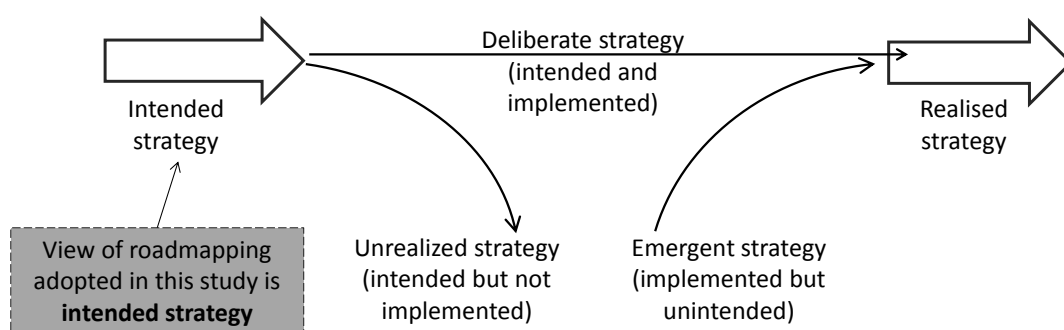 Deliberate strategy
(intended and
implemented)
Intended
strategy
Realised
strategy
View of roadmapping
adopted in this study is
intended strategy
Unrealized strategy
(intended but not
implemented)
Emergent strategy
(implemented but
unintended)